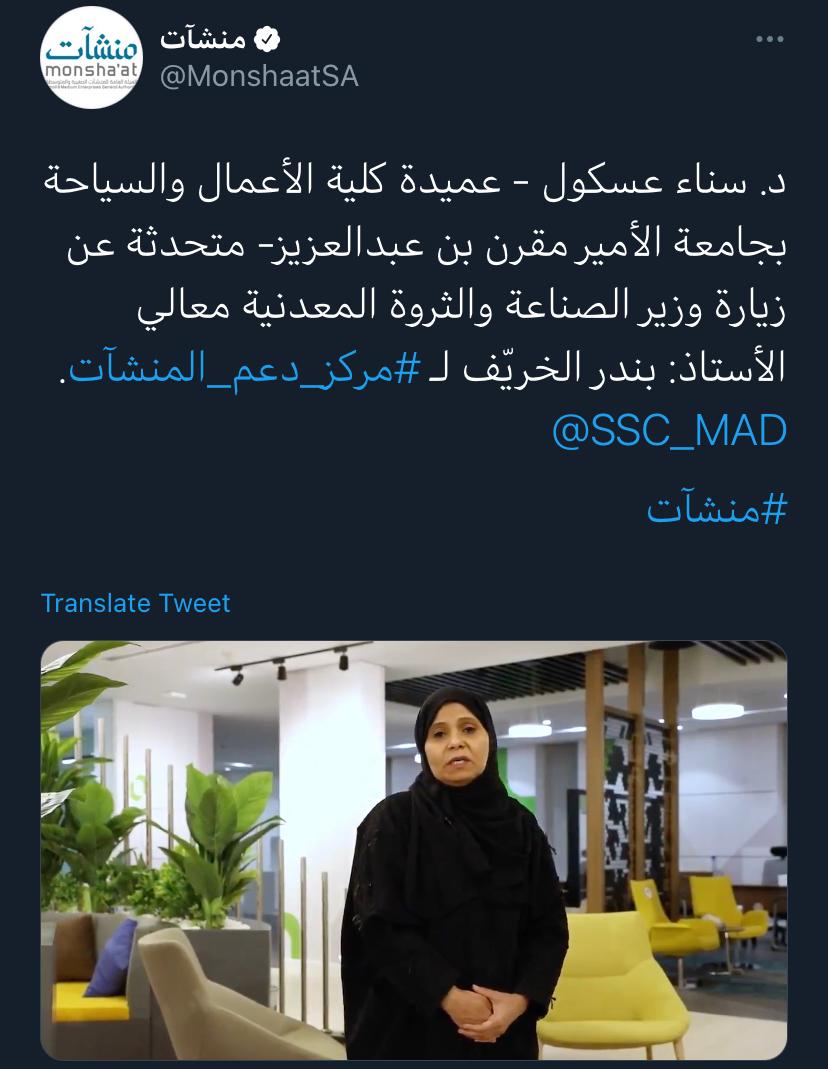 منشآت
@MonshaatSA
منشآت
monsha'at
د. سناء عسكول - عميدة كلية الأعمال والسياحة
بجامعة الأمير مقرن بن عبدالعزيز- متحدثة عن
زيارة وزير الصناعة والثروة المعدنية معالي
الأستاذ: بندر الخريّف لـ #مركز_دعم_المنشآت.
@SSC_MAD
#منشآت
Translate Tweet